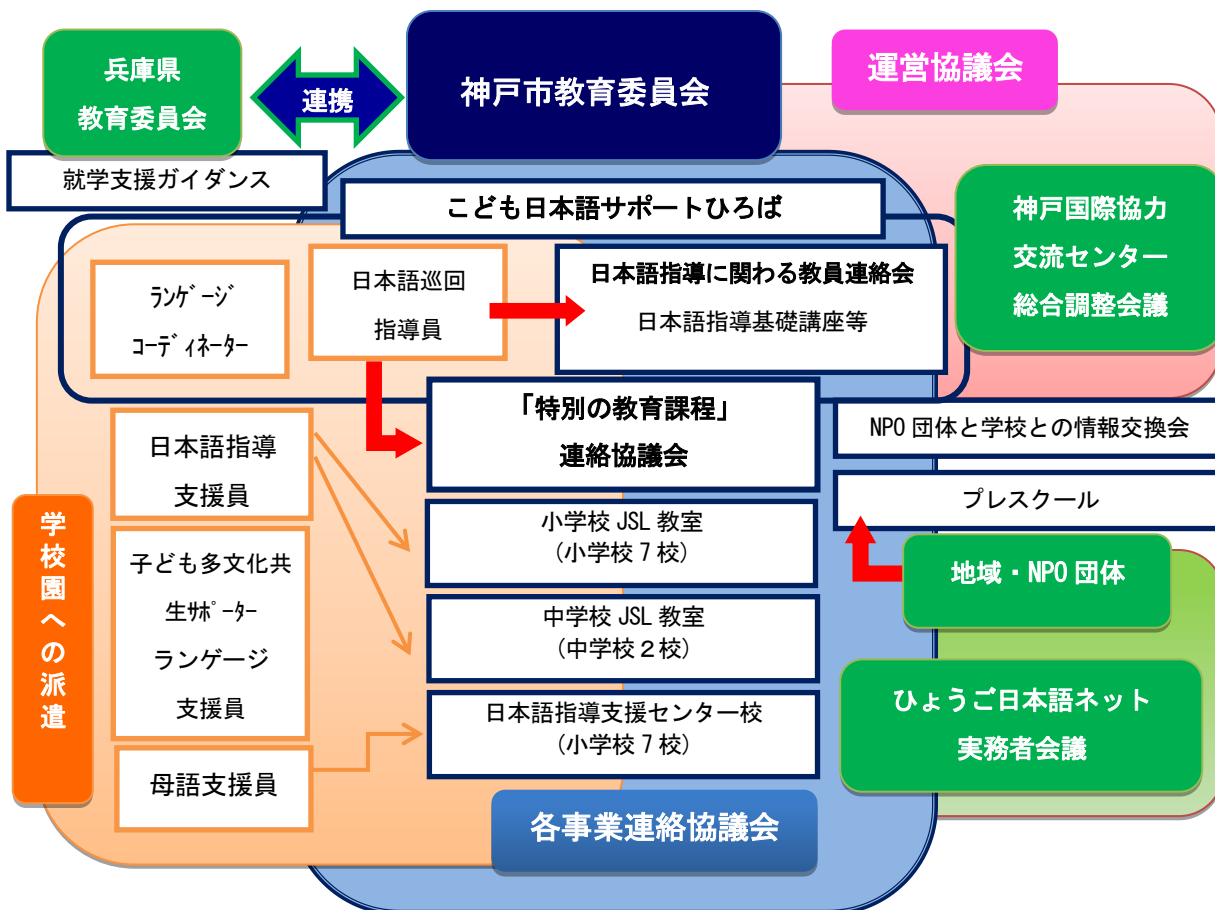 兵庫県
教育委員会
連携
神戸市教育委員会
運営協議会
就学支援ガイダンス
こども日本語サポートひろば
神戸国際協力
交流センター
総合調整会議
ﾗﾝｹﾞｰｼﾞ
ｺｰﾃﾞｨﾈｰﾀｰ
日本語巡回
指導員
日本語指導に関わる教員連絡会
日本語指導基礎講座等
「特別の教育課程」
連絡協議会
NPO 団体と学校との情報交換会
プレスクール
日本語指導
支援員
学校園への派遣
子ども多文化共
生ｻﾎﾟｰﾀｰ
ランゲージ
支援員
母語支援員
小学校 JSL 教室
(小学校 7 校)
中学校 JSL 教室
(中学校２校)
日本語指導支援センター校
(小学校 7 校)
地域・NPO 団体
ひょうご日本語ネット
実務者会議
各事業連絡協議会